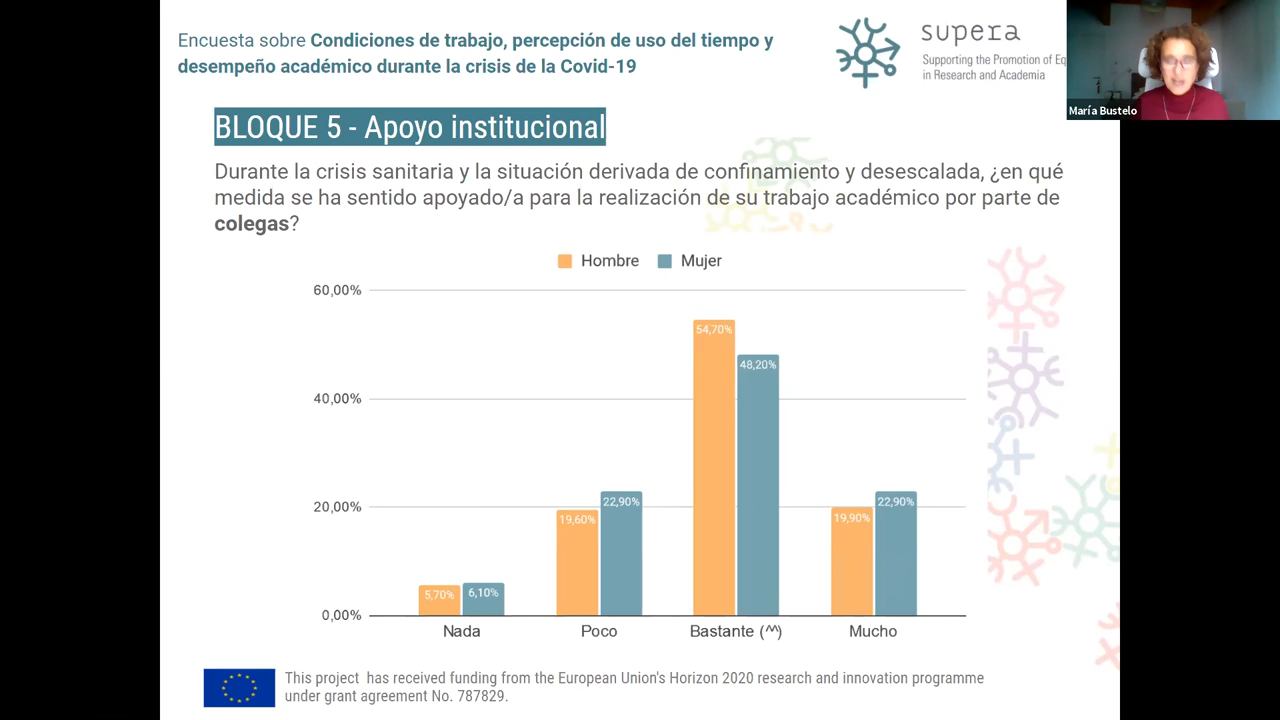 Encuesta sobre Condiciones de trabajo, percepción de uso del tiempo y
desempeño académico durante la crisis de la Covid-19
supera
Supporting the Promotion of Eq
in Research and Academia
María Bustelo
BLOQUE 5 - Apoyo institucional
Durante la crisis sanitaria y la situación derivada de confinamiento y desescalada, ¿en qué
medida se ha sentido apoyado/a para la realización de su trabajo académico por parte de
colegas?
Hombre Mujer
60,00%
40,00%
20,00%
0,00%
5,70% 6,10%
19,60% 22,90%
54,70% 48,20%
19,90% 22,90%
Nada Poco Bastante (^^) Mucho
This project has received funding from the European Union's Horizon 2020 research and innovation programme
under grant agreement No. 787829.